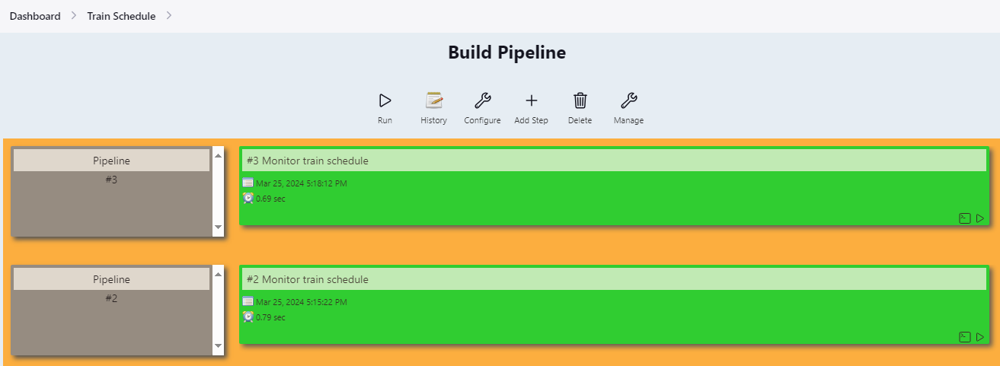 Dashboard
Train Schedule
Build Pipeline
Run
History
Configure
Add Step
Delete
Manage
Pipeline
#3
#3 Monitor train schedule
Mar 25, 2024 5:18:12 PM
0.69 sec
Pipeline
#2
#2 Monitor train schedule
Mar 25, 2024 5:15:22 PM
0.79 sec